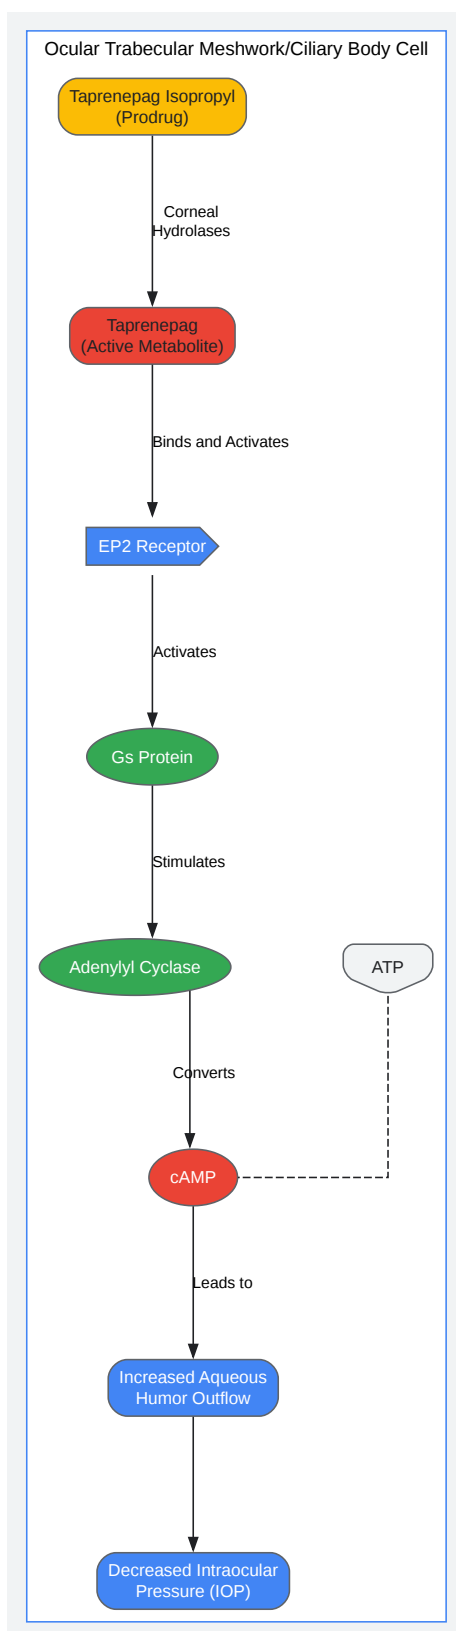 Ocular Trabecular Meshwork/Ciliary Body Cell
Taprenepag Isopropyl
(Prodrug)
Corneal
Hydrolases
Taprenepag
(Active Metabolite)
Binds and Activates
EP2 Receptor
Activates
Gs Protein
Stimulates
Adenylyl Cyclase
ATP
Converts
cAMP
Leads to
Increased Aqueous
Humor Outflow
Decreased Intraocular
Pressure (IOP)